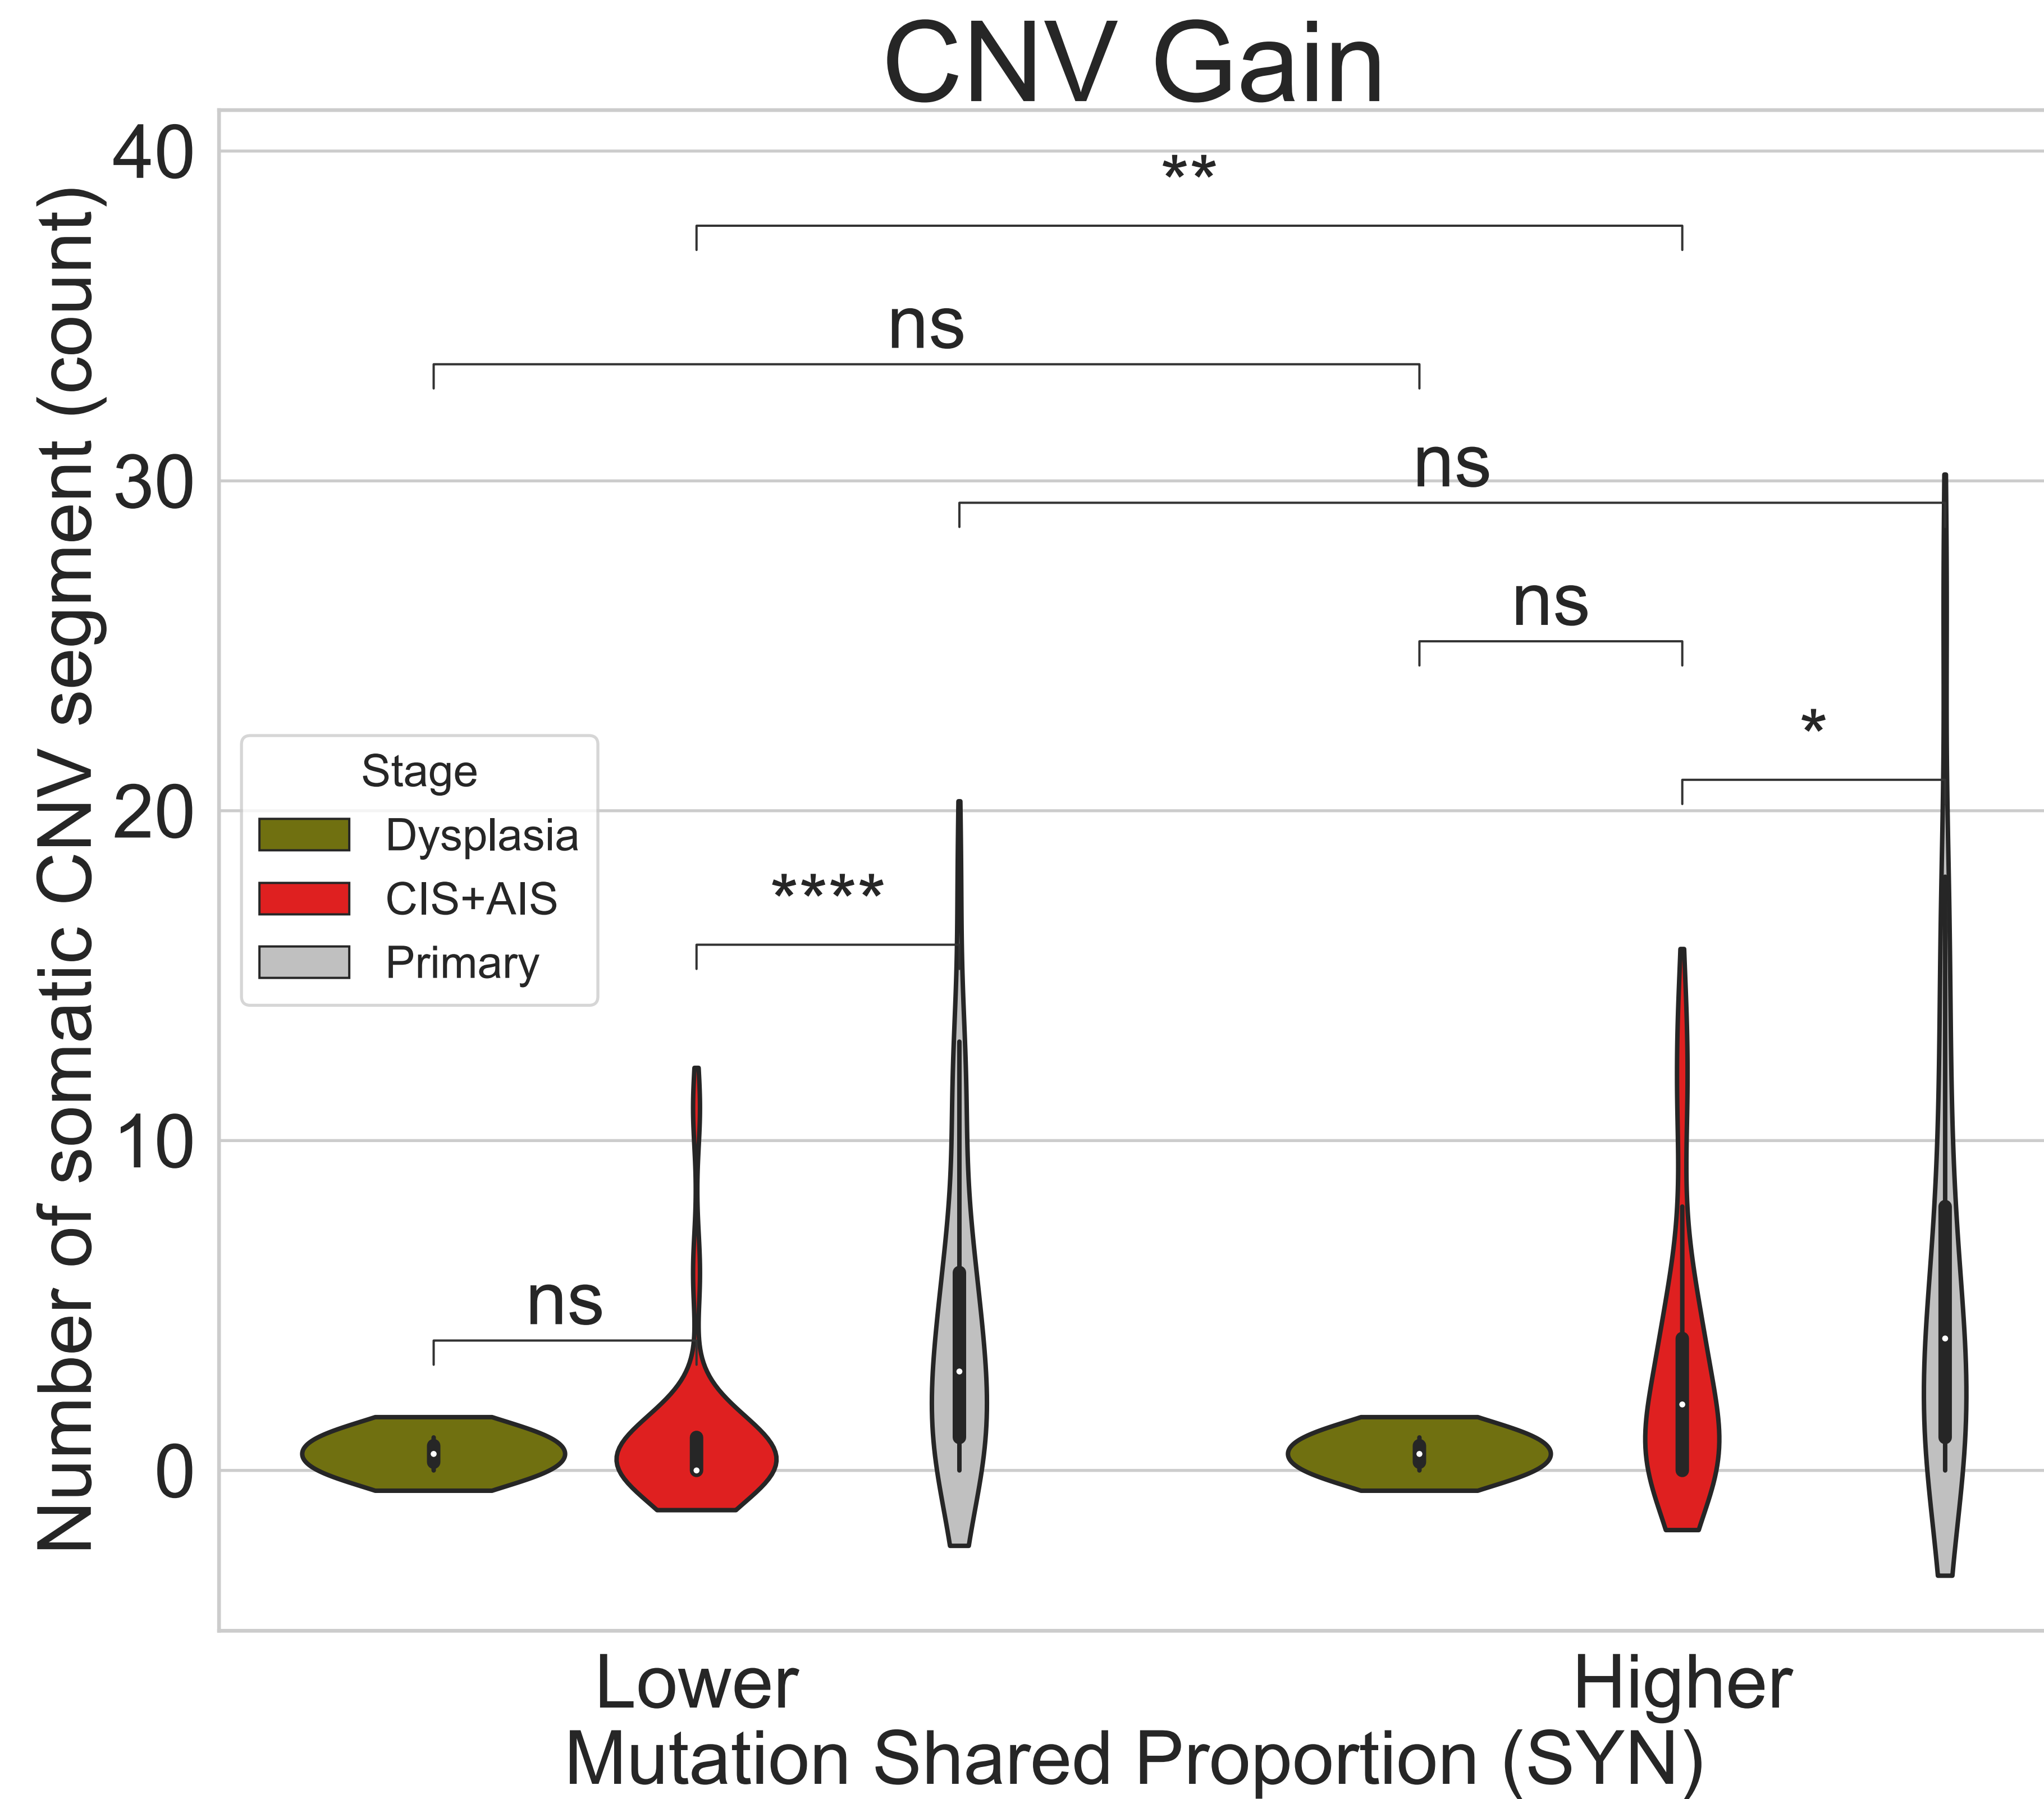 CNV Gain
Number of somatic CNV segment (count)
40
30
20
10
0
**
ns
ns
ns
*
****
ns
Stage
Dysplasia
CIS+AIS
Primary
Lower
Higher
Mutation Shared Proportion (SYN)